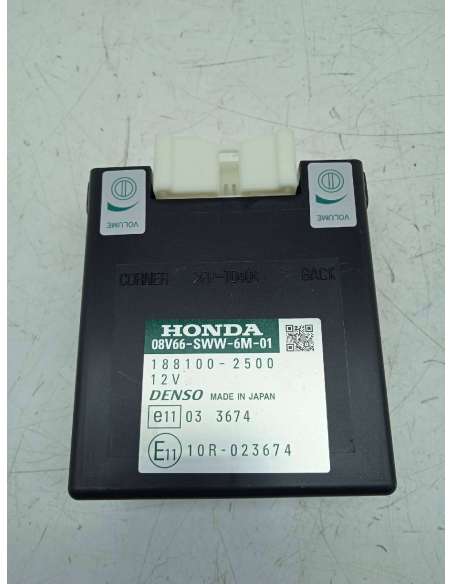 VOLUME
VOLUME
CORNER
BACK
HONDA
08V66-SWW-6M-01
188100-2500
12V
DENSO MADE IN JAPAN
e11 03 3674
E11 10R-023674